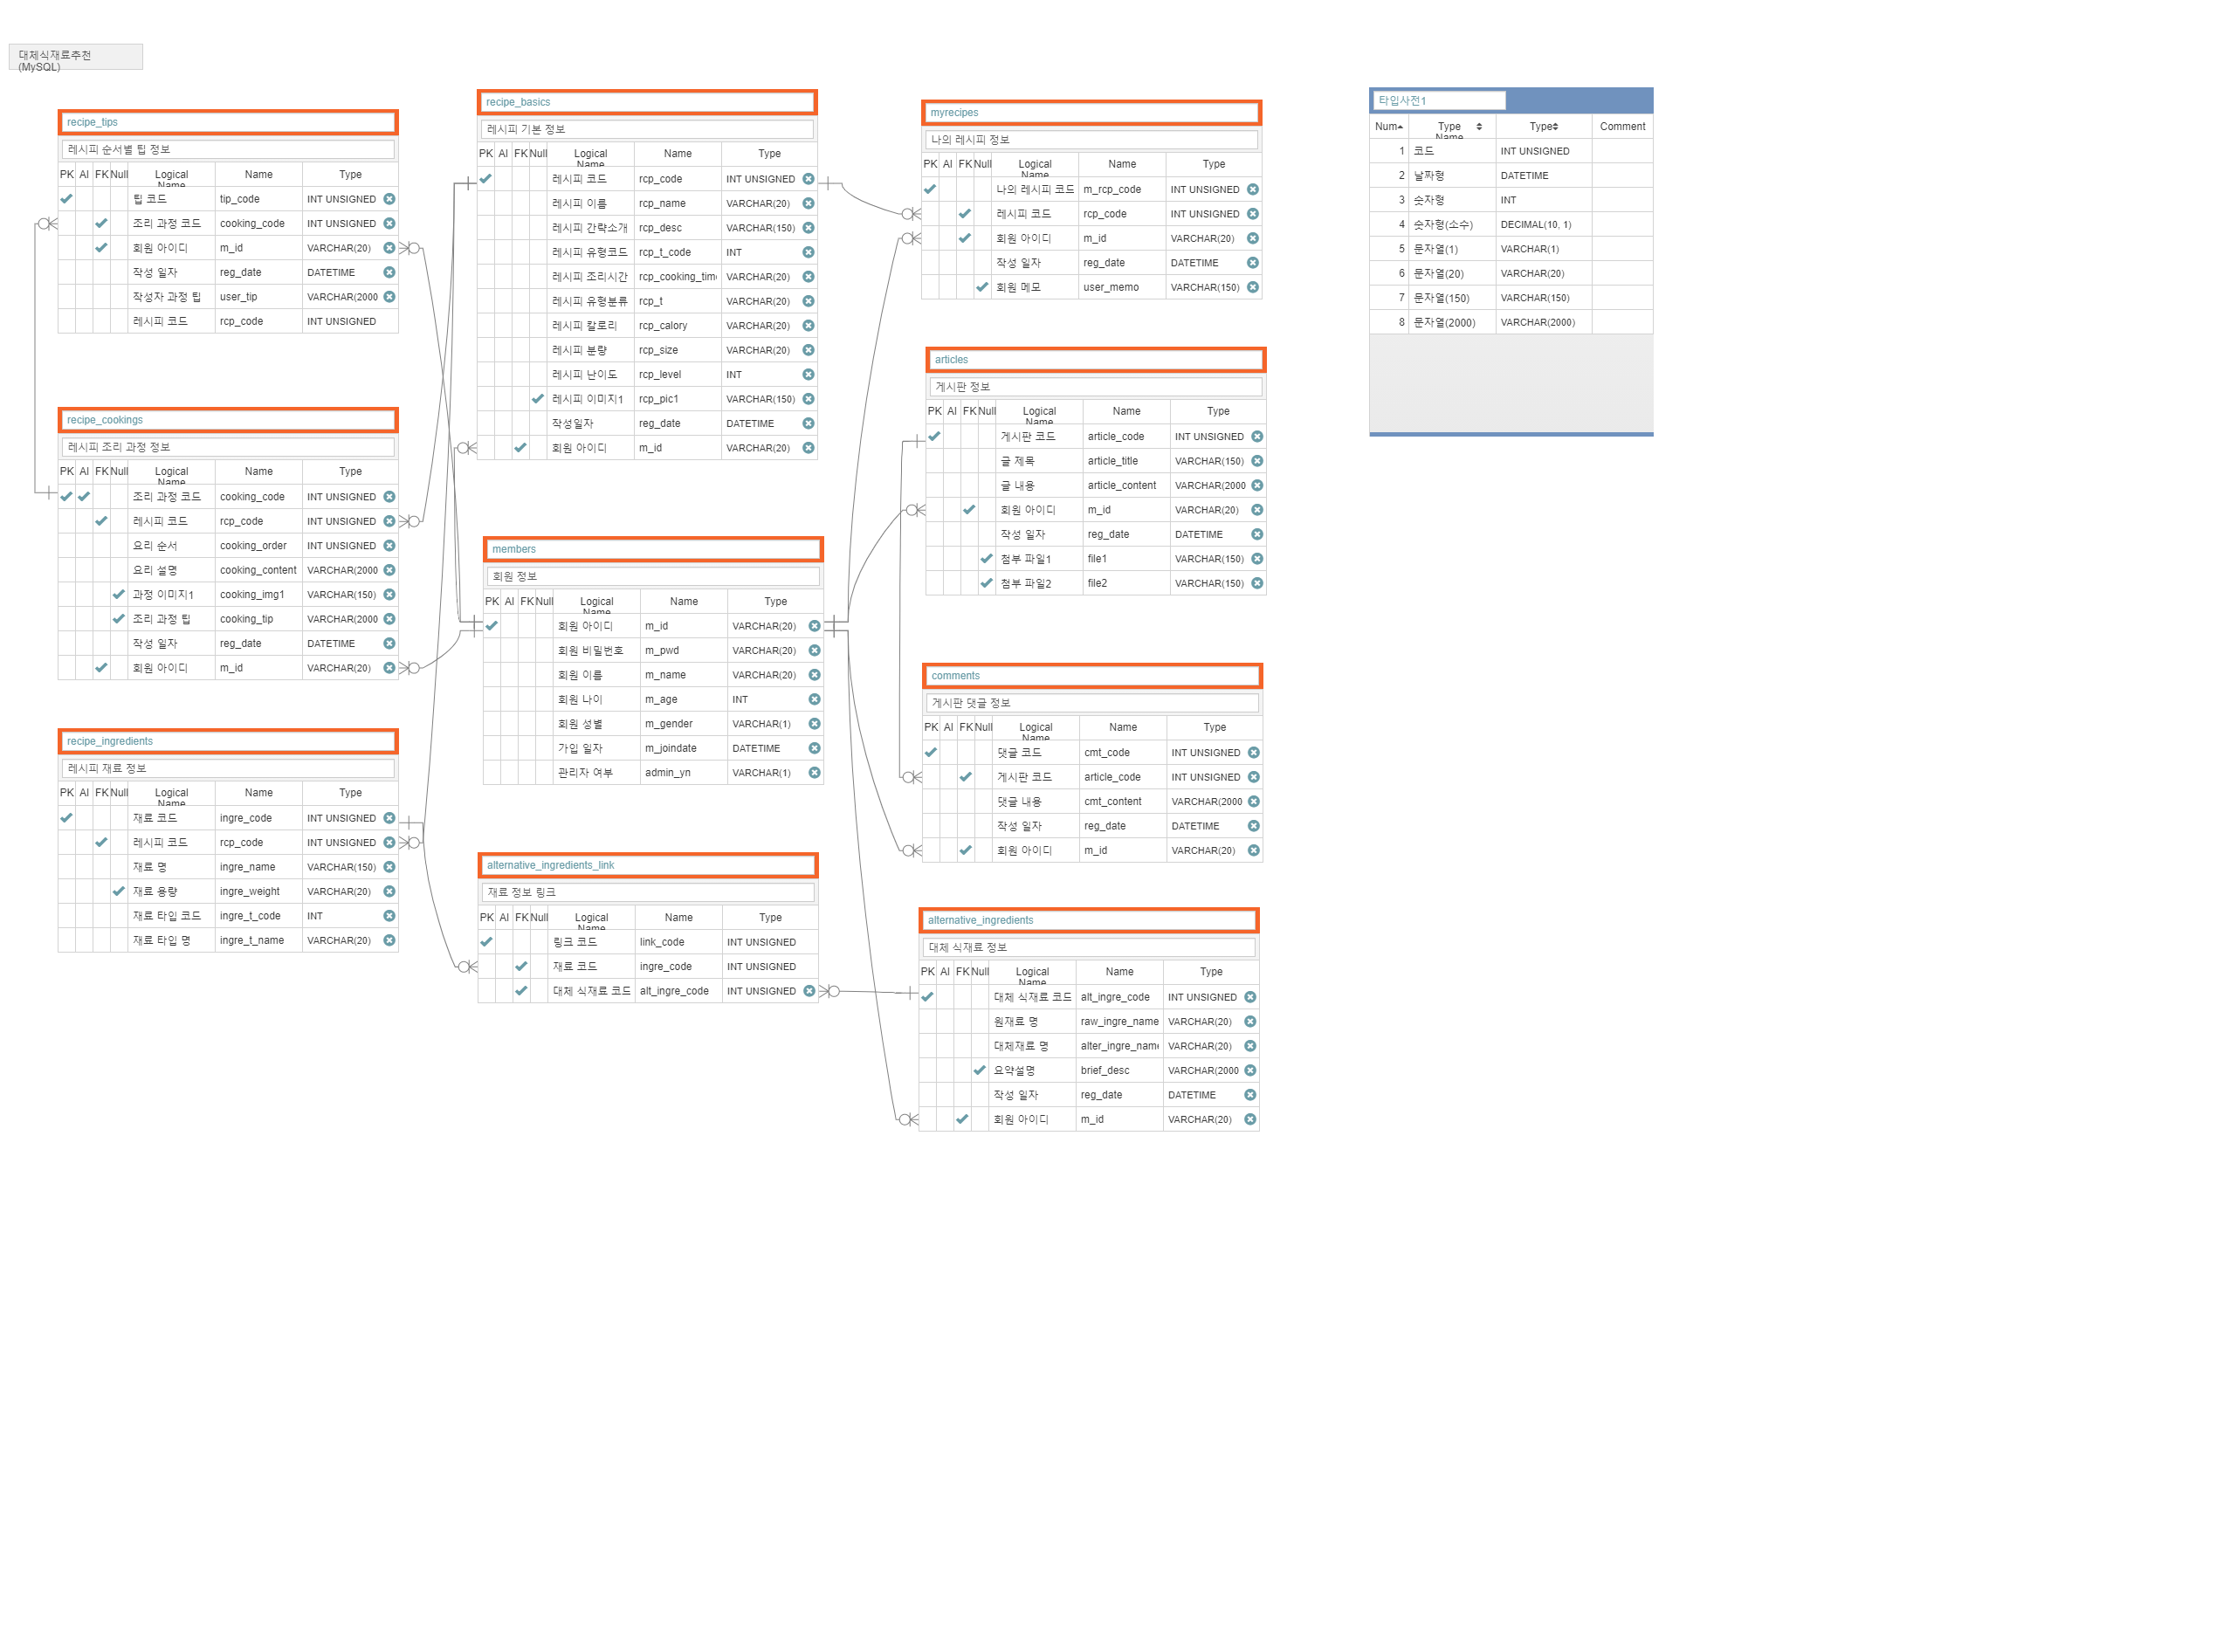 대체식재료추천
(MySQL)
recipe_tips
레시피 순서별 팁 정보
PK AI FK Null Logical Name Name Type
팁 코드 tip_code INT UNSIGNED
조리 과정 코드 cooking_code INT UNSIGNED
회원 아이디 m_id VARCHAR(20)
작성 일자 reg_date DATETIME
작성자 과정 팁 user_tip VARCHAR(2000
레시피 코드 rcp_code INT UNSIGNED
recipe_cookings
레시피 조리 과정 정보
PK AI FK Null Logical Name Name Type
조리 과정 코드 cooking_code INT UNSIGNED
레시피 코드 rcp_code INT UNSIGNED
요리 순서 cooking_order INT UNSIGNED
요리 설명 cooking_content VARCHAR(2000
과정 이미지1 cooking_img1 VARCHAR(150)
조리 과정 팁 cooking_tip VARCHAR(2000
작성 일자 reg_date DATETIME
회원 아이디 m_id VARCHAR(20)
recipe_ingredients
레시피 재료 정보
PK AI FK Null Logical Name Name Type
재료 코드 ingre_code INT UNSIGNED
레시피 코드 rcp_code INT UNSIGNED
재료 명 ingre_name VARCHAR(150)
재료 용량 ingre_weight VARCHAR(20)
재료 타입 코드 ingre_t_code INT
재료 타입 명 ingre_t_name VARCHAR(20)
recipe_basics
레시피 기본 정보
PK AI FK Null Logical Name Name Type
레시피 코드 rcp_code INT UNSIGNED
레시피 이름 rcp_name VARCHAR(20)
레시피 간략소개 rcp_desc VARCHAR(150)
레시피 유형코드 rcp_t_code INT
레시피 조리시간 rcp_cooking_time VARCHAR(20)
레시피 유형분류 rcp_t VARCHAR(20)
레시피 칼로리 rcp_calory VARCHAR(20)
레시피 분량 rcp_size VARCHAR(20)
레시피 난이도 rcp_level INT
레시피 이미지1 rcp_pic1 VARCHAR(150)
작성일자 reg_date DATETIME
회원 아이디 m_id VARCHAR(20)
members
회원 정보
PK AI FK Null Logical Name Name Type
회원 아이디 m_id VARCHAR(20)
회원 비밀번호 m_pwd VARCHAR(20)
회원 이름 m_name VARCHAR(20)
회원 나이 m_age INT
회원 성별 m_gender VARCHAR(1)
가입 일자 m_joindate DATETIME
관리자 여부 admin_yn VARCHAR(1)
alternative_ingredients_link
재료 정보 링크
PK AI FK Null Logical Name Name Type
링크 코드 link_code INT UNSIGNED
재료 코드 ingre_code INT UNSIGNED
대체 식재료 코드 alt_ingre_code INT UNSIGNED
myrecipes
나의 레시피 정보
PK AI FK Null Logical Name Name Type
나의 레시피 코드 m_rcp_code INT UNSIGNED
레시피 코드 rcp_code INT UNSIGNED
회원 아이디 m_id VARCHAR(20)
작성 일자 reg_date DATETIME
회원 메모 user_memo VARCHAR(150)
articles
게시판 정보
PK AI FK Null Logical Name Name Type
게시판 코드 article_code INT UNSIGNED
글 제목 article_title VARCHAR(150)
글 내용 article_content VARCHAR(2000
회원 아이디 m_id VARCHAR(20)
작성 일자 reg_date DATETIME
첨부 파일1 file1 VARCHAR(150)
첨부 파일2 file2 VARCHAR(150)
comments
게시판 댓글 정보
PK AI FK Null Logical Name Name Type
댓글 코드 cmt_code INT UNSIGNED
게시판 코드 article_code INT UNSIGNED
댓글 내용 cmt_content VARCHAR(2000
작성 일자 reg_date DATETIME
회원 아이디 m_id VARCHAR(20)
alternative_ingredients
대체 식재료 정보
PK AI FK Null Logical Name Name Type
대체 식재료 코드 alt_ingre_code INT UNSIGNED
원재료 명 raw_ingre_name VARCHAR(20)
대체재료 명 alter_ingre_name VARCHAR(20)
요약설명 brief_desc VARCHAR(2000
작성 일자 reg_date DATETIME
회원 아이디 m_id VARCHAR(20)
타입사전1
Num Type Name Type Comment
1 코드 INT UNSIGNED
2 날짜형 DATETIME
3 숫자형 INT
4 숫자형(소수) DECIMAL(10, 1)
5 문자열(1) VARCHAR(1)
6 문자열(20) VARCHAR(20)
7 문자열(150) VARCHAR(150)
8 문자열(2000) VARCHAR(2000)